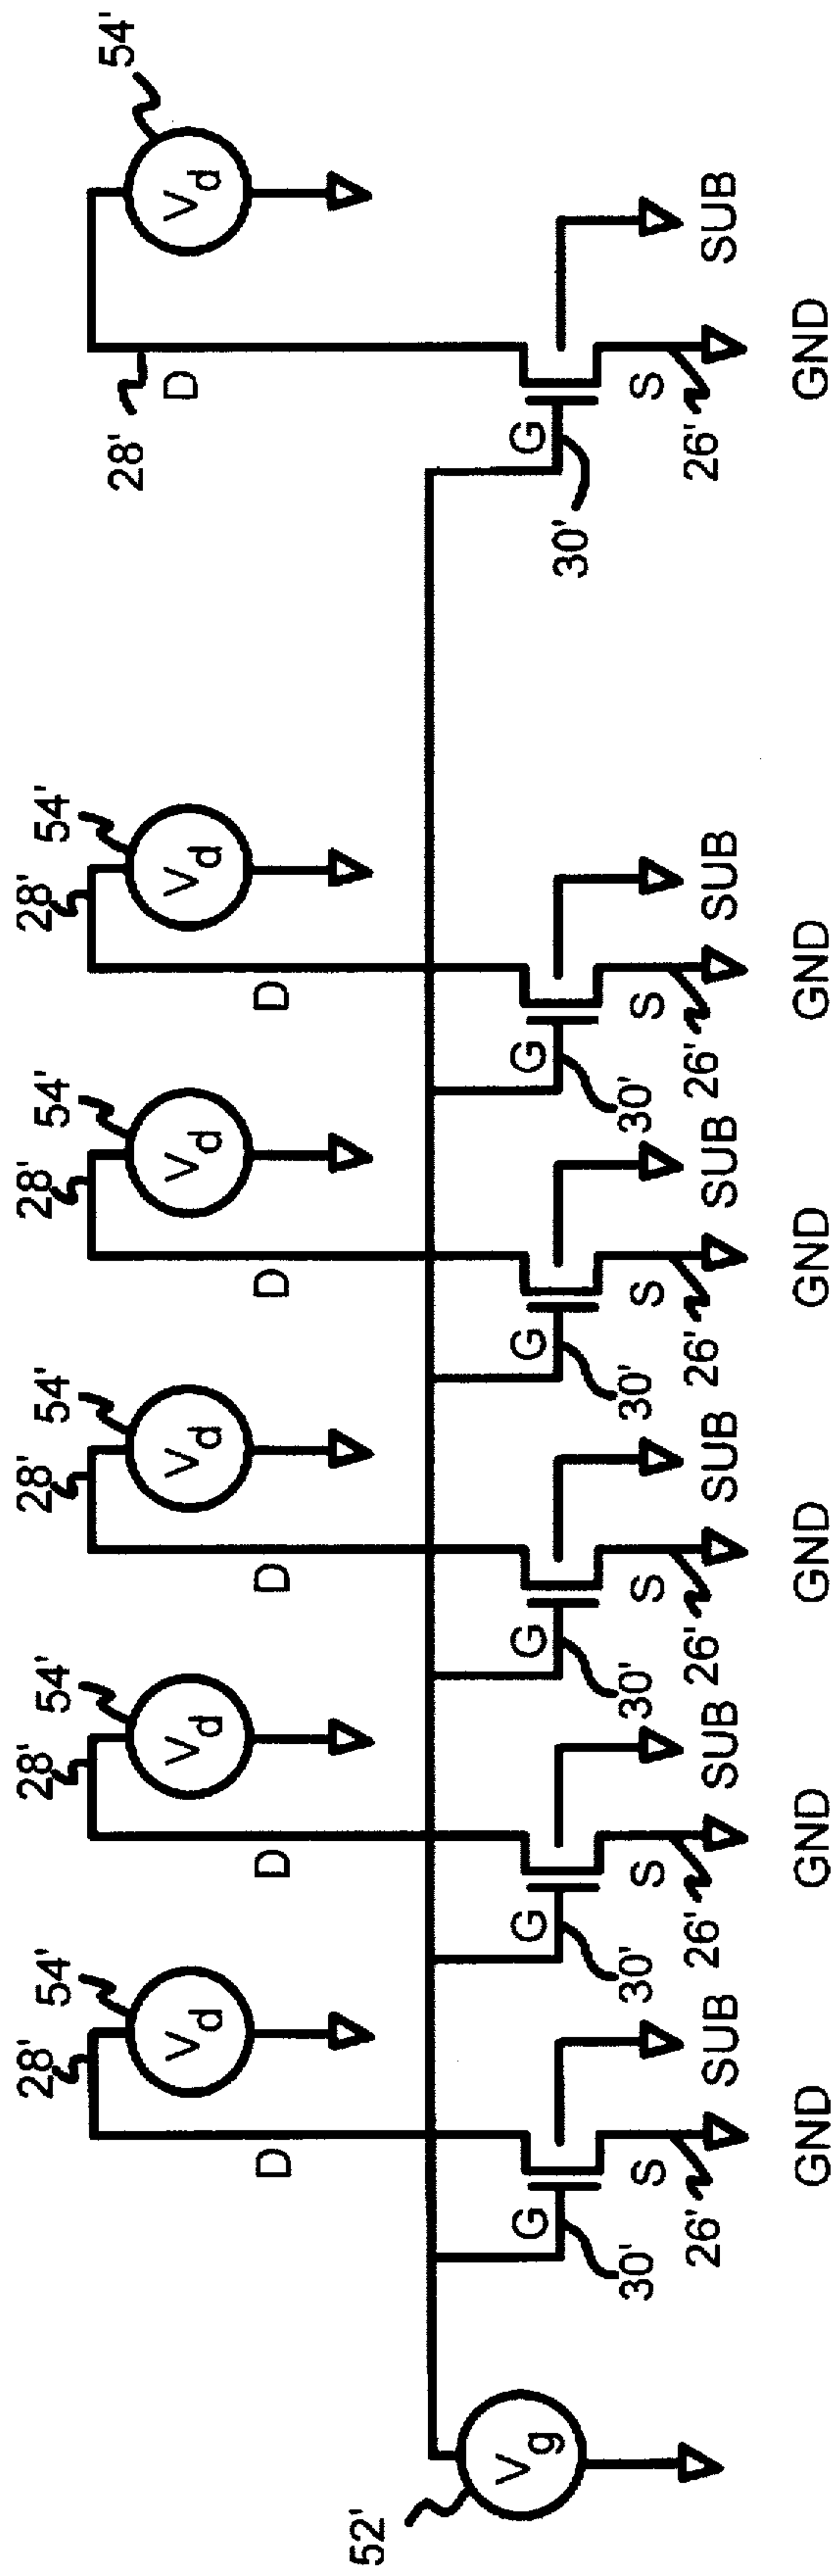 54' 54' 54' 54' 54' 54'
28' 28' 28' 28' 28'
Vd Vd Vd Vd Vd Vd
28'
D
D D D D D
52'
Vg
G G G G G G
30' 30' 30' 30' 30' 30'
S S S S S S
26' 26' 26' 26' 26' 26'
SUB SUB SUB SUB SUB SUB
GND GND GND GND GND GND